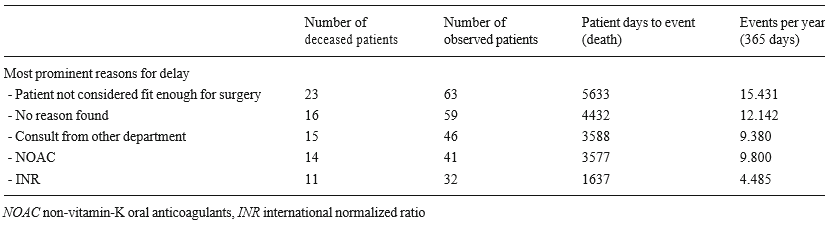 Number of deceased patients Number of observed patients Patient days to event (death) Events per year (365 days)
Most prominent reasons for delay
- Patient not considered fit enough for surgery 23 63 5633 15.431
- No reason found 16 59 4432 12.142
- Consult from other department 15 46 3588 9.380
- NOAC 14 41 3577 9.800
- INR 11 32 1637 4.485
NOAC non-vitamin-K oral anticoagulants, INR international normalized ratio